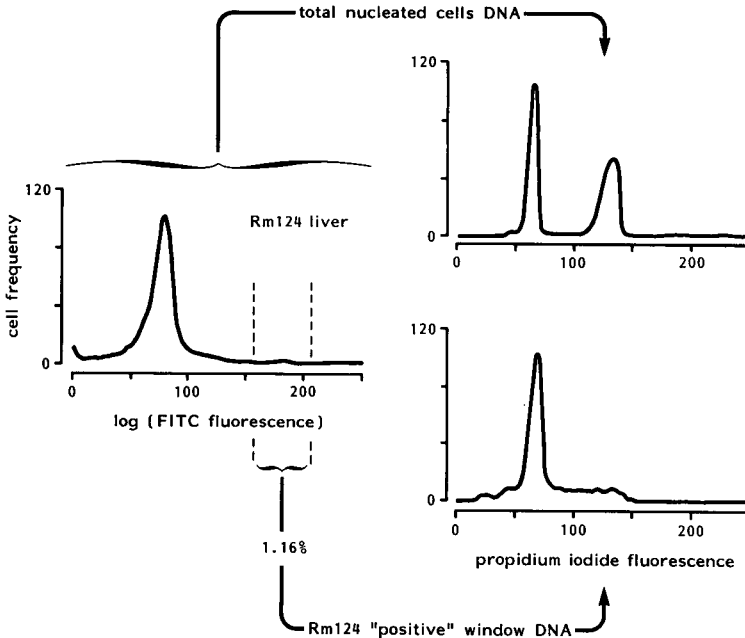 total nucleated cells DNA
120
0
0 100 200
120
Rm124 liver
cell frequency
0
0 100 200
log (FITC fluorescence)
120
0
0 100 200
propidium iodide fluorescence
1.16%
Rm124 "positive" window DNA